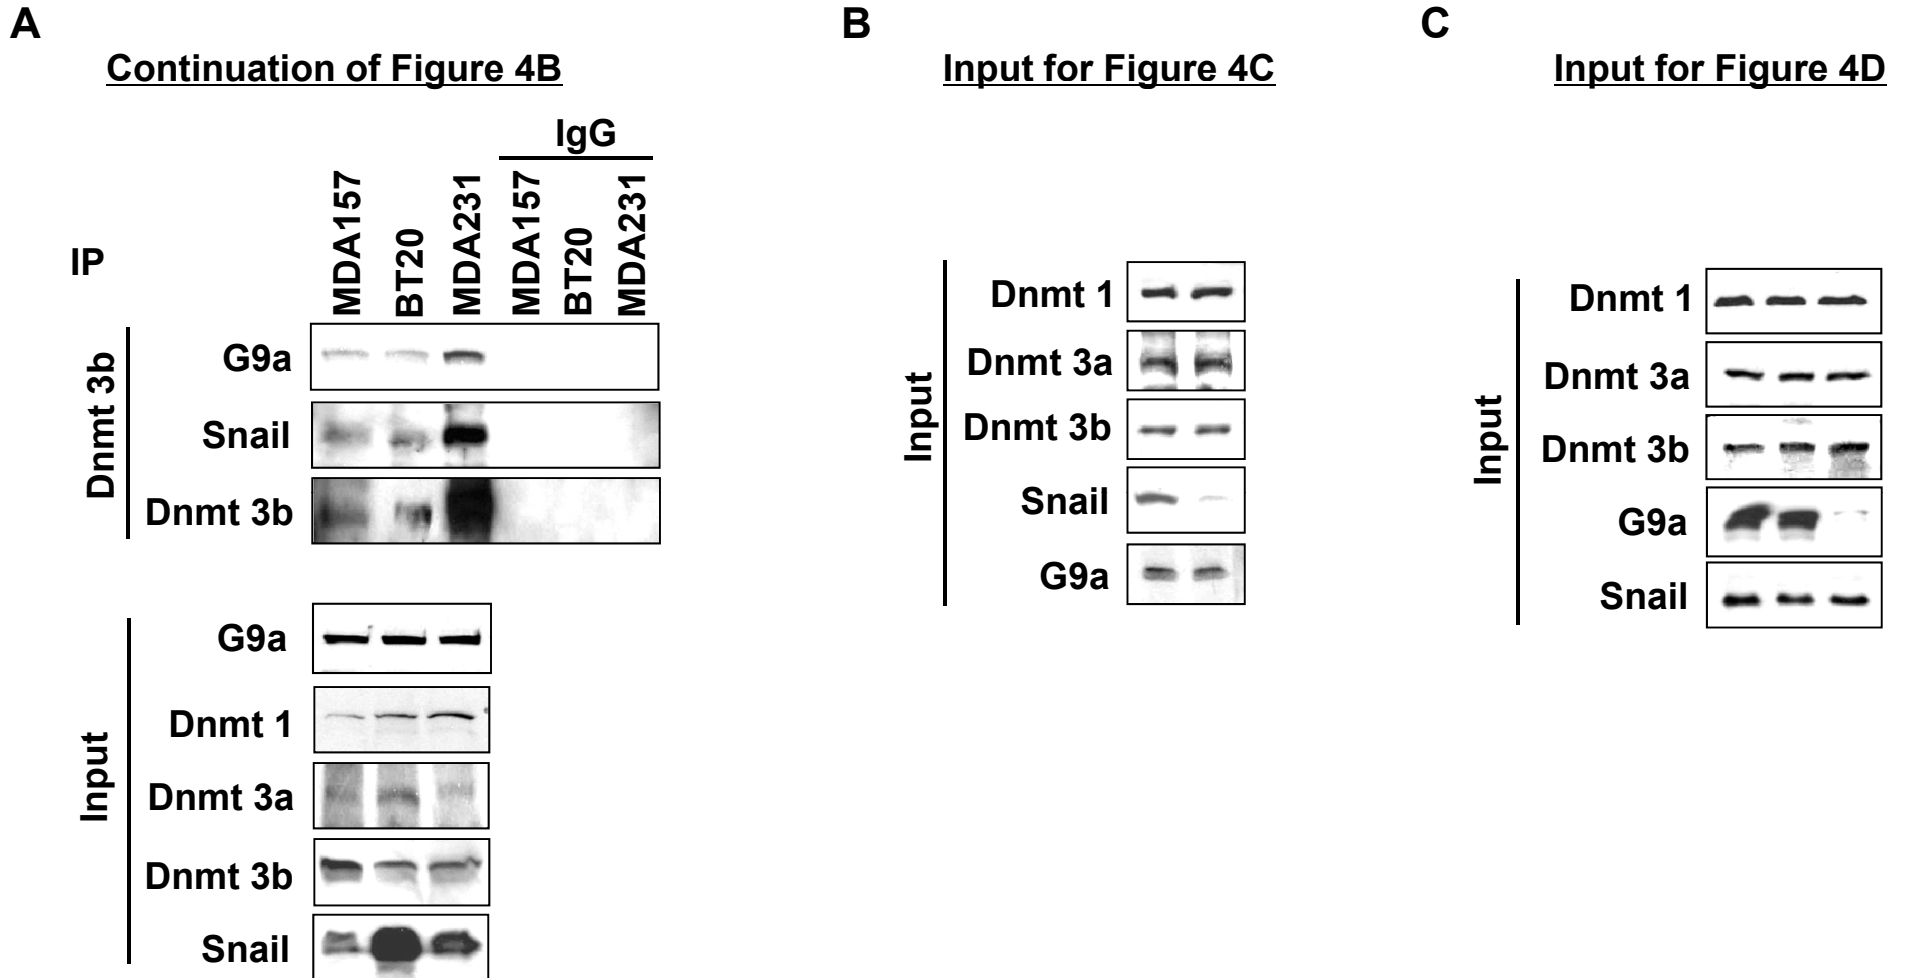 A
Continuation of Figure 4B
IgG
MDA157
BT20
MDA231
MDA157
BT20
MDA231
IP
Dnmt 3b
G9a
Snail
Dnmt 3b
Input
G9a
Dnmt 1
Dnmt 3a
Dnmt 3b
Snail
B
Input for Figure 4C
Input
Dnmt 1
Dnmt 3a
Dnmt 3b
Snail
G9a
C
Input for Figure 4D
Input
Dnmt 1
Dnmt 3a
Dnmt 3b
G9a
Snail